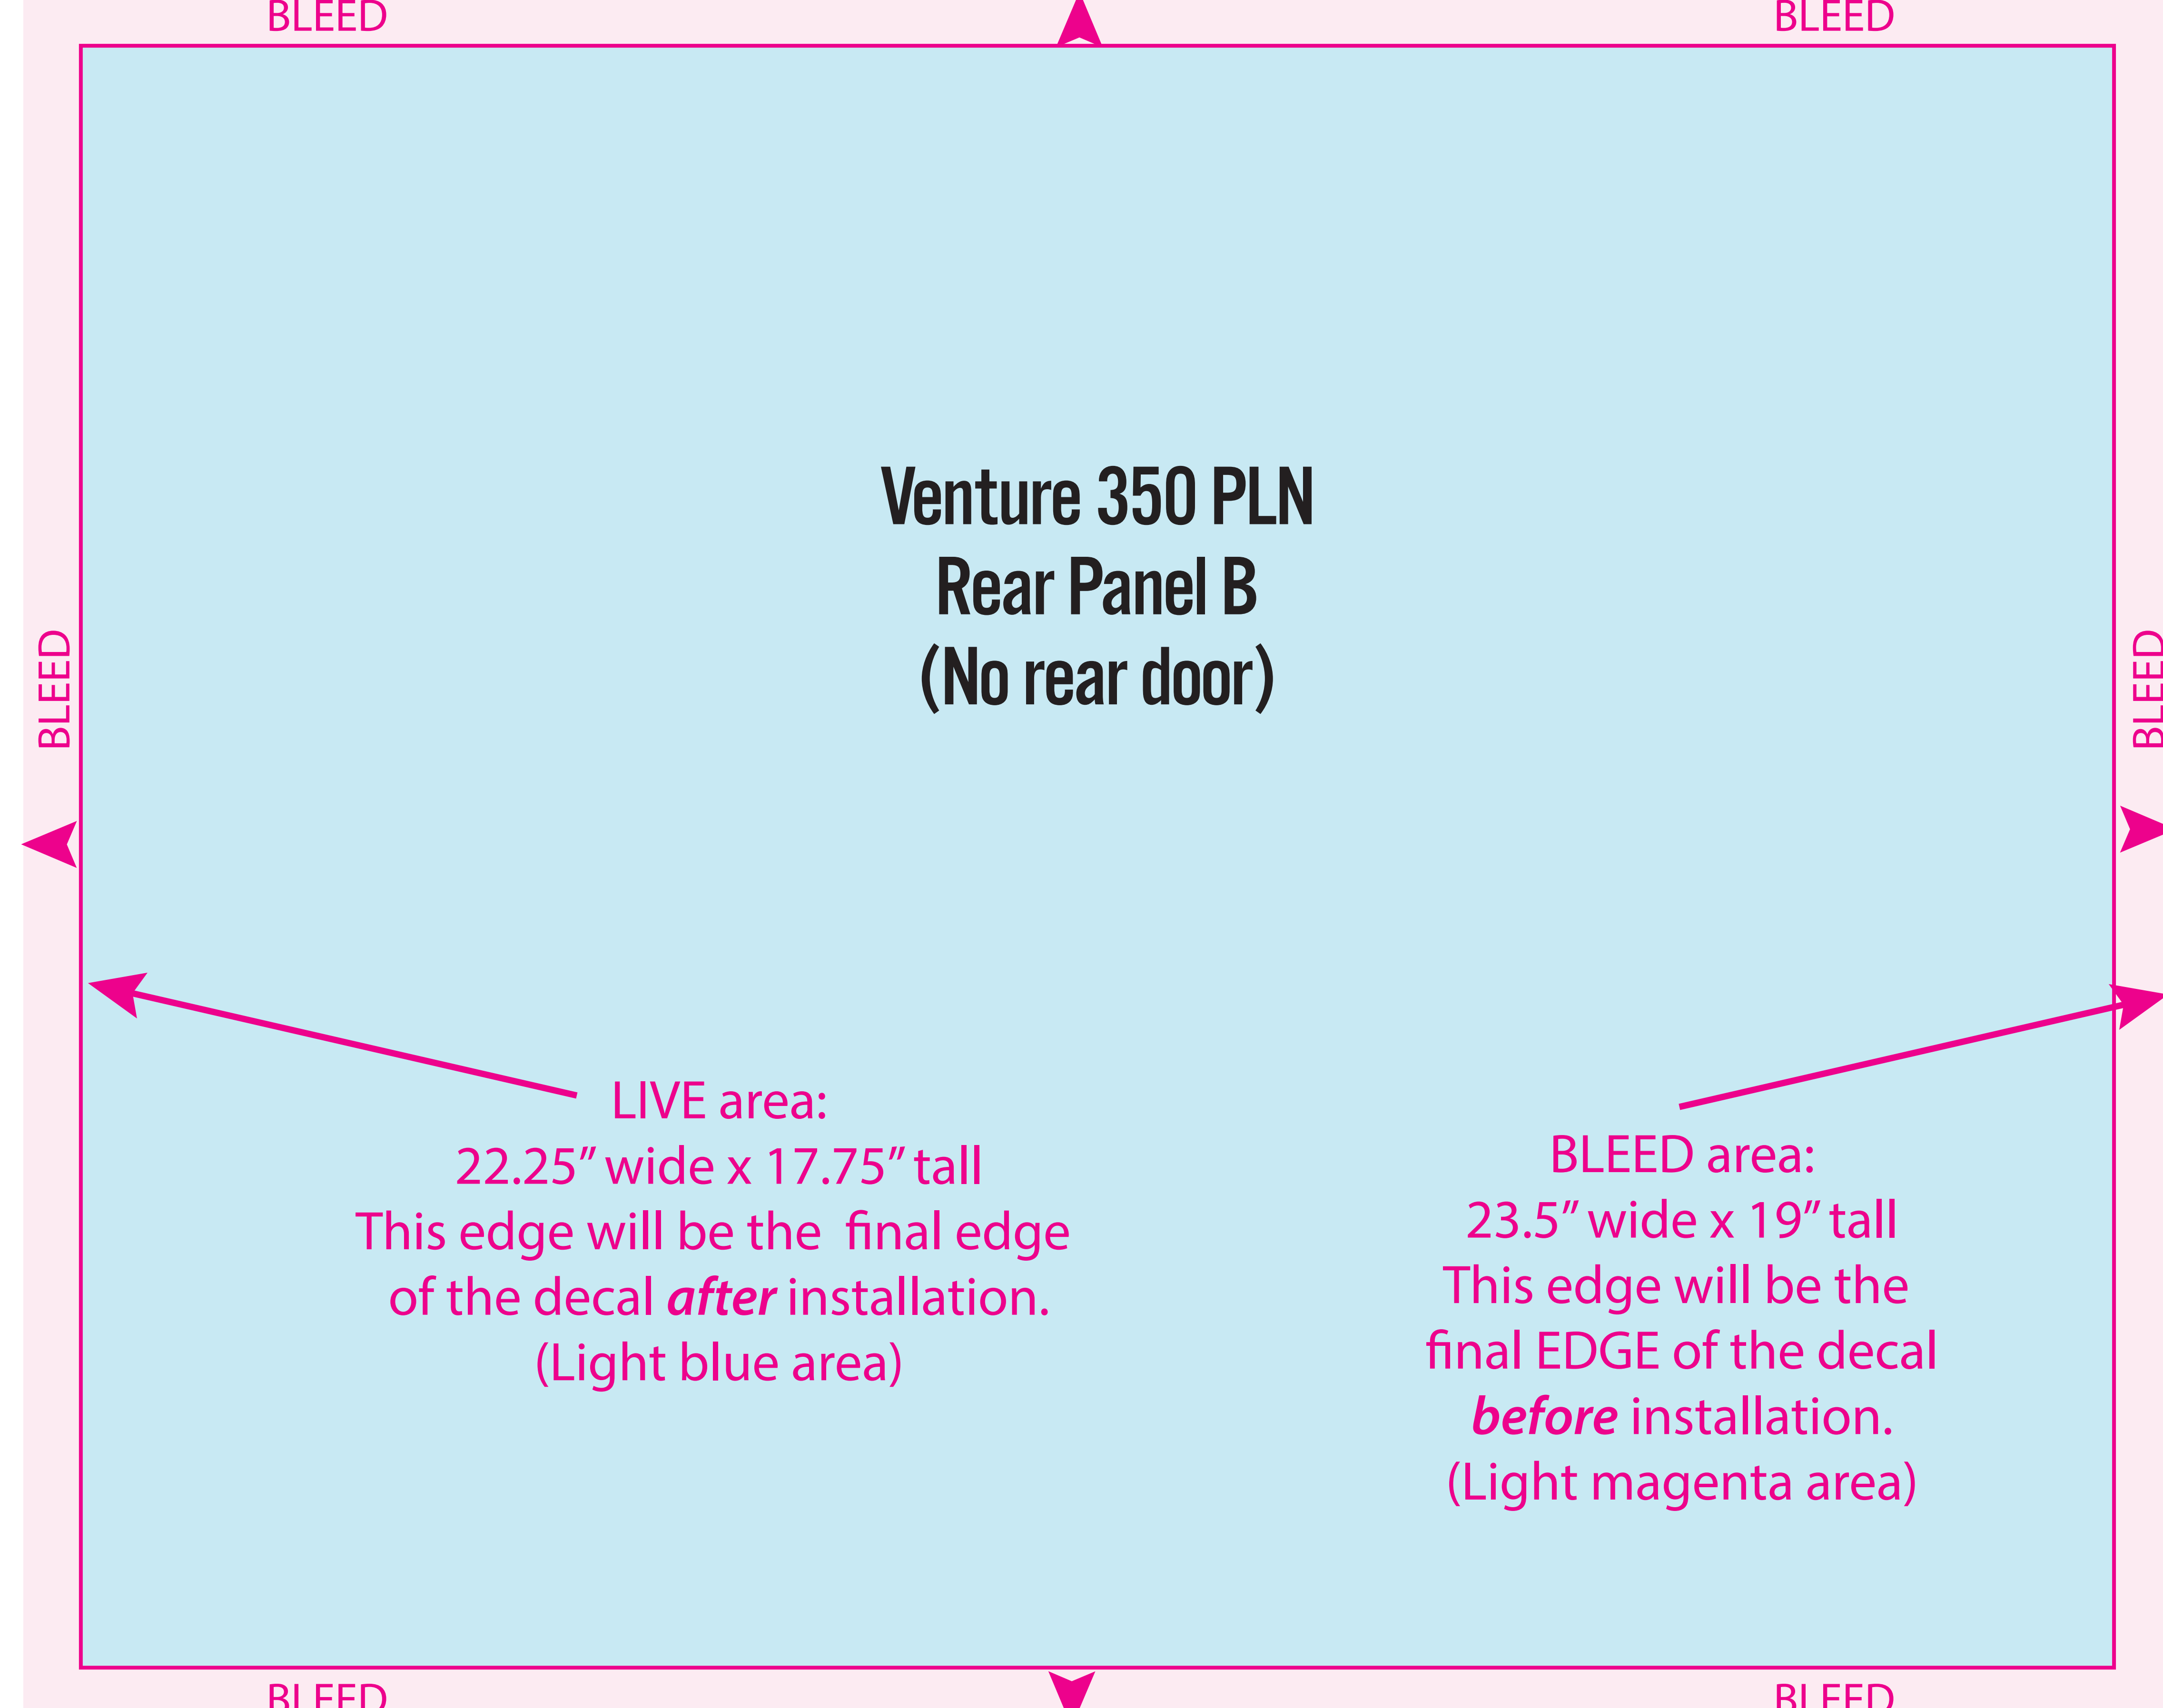 BLEED
BLEED
Venture 350 PLN
Rear Panel B
(No rear door)
BLEED
BLEED
LIVE area:
22.25” wide x 17.75” tall
This edge will be the final edge
of the decal after installation.
(Light blue area)
BLEED area:
23.5” wide x 19” tall
This edge will be the
final EDGE of the decal
before installation.
(Light magenta area)
BLEED
BLEED